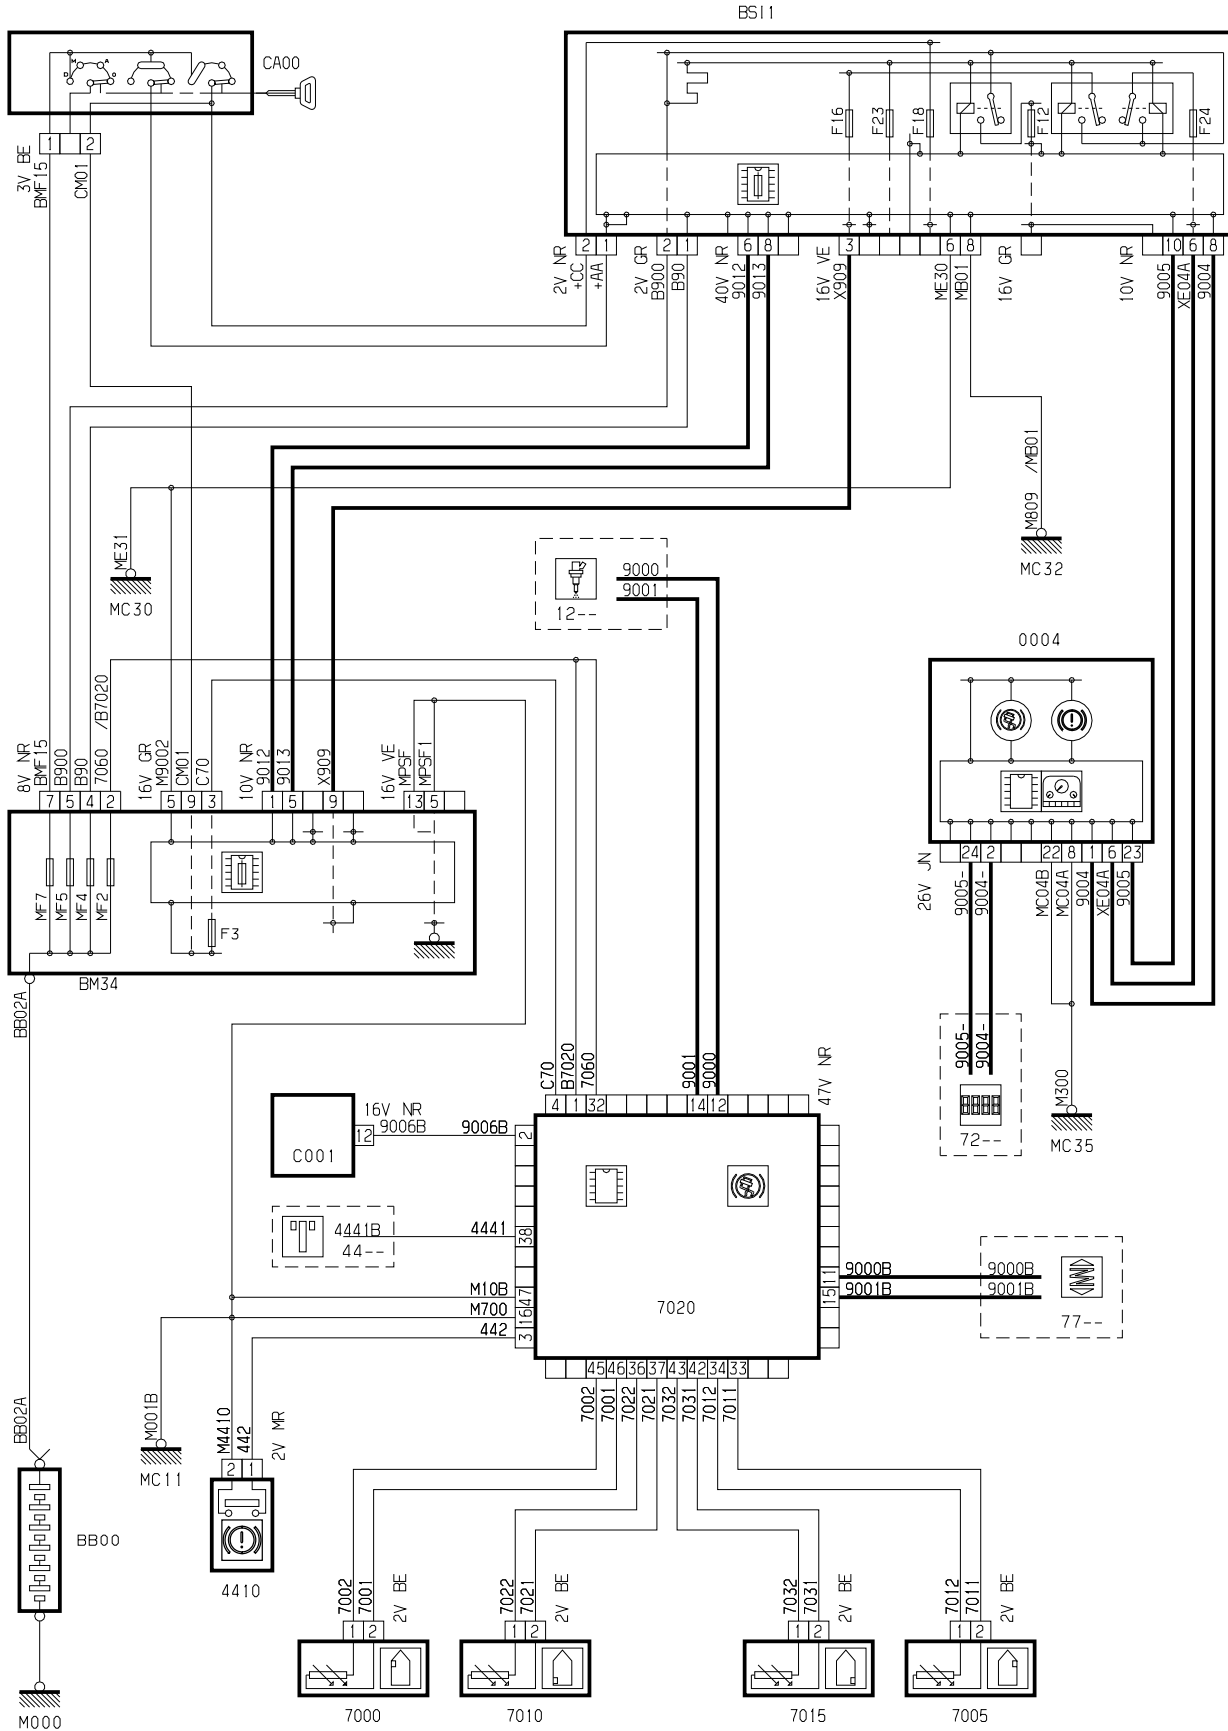 BSI1
CA00
M A
D O
1 2
3V BE
BMF15
CM01
F16 F23 F18 F12 F24
2 1 2 1 6 8 3 6 8 10 6 8
2V NR
+CC
+AA
2V GR
B900
B90
40V NR
9012
9013
16V VE
X909
ME30
MB01
16V GR
10V NR
9005
XE04A
9004
/MB01
M809
MC32
ME31
MC30
9000
9001
12--
0004
/B7020
8V NR
BMF15
B900
B90
7060
16V GR
M9002
CM01
C70
10V NR
9012
9013
X909
16V VE
MPSF
MPSF1
7 5 4 2 5 9 3 1 5 9 13 5
MF7 MF5 MF4 MF2
F3
BM34
24 2 22 8 1 6 23
26V JN
9005-
9004-
MC04B
MC04A
9004
XE04A
9005
BB02A
9005-
9004-
72--
M300
MC35
C70
B7020
7060
9001
9000
47V NR
4 1 32 14 12
C001
16V NR
12
9006B
9006B
2
4441B
44--
4441
38
M10B
47
M700
16
442
3
7020
11
9000B
9000B
15
9001B
9001B
77--
45 46 36 37 43 42 34 33
7002
7001
7022
7021
7032
7031
7012
7011
BB02A
M001B
MC11
M4410
442
2V MR
2 1
4410
BB00
M000
7002
7001
2V BE
1 2
7000
7022
7021
2V BE
1 2
7010
7032
7031
2V BE
1 2
7015
7012
7011
2V BE
1 2
7005